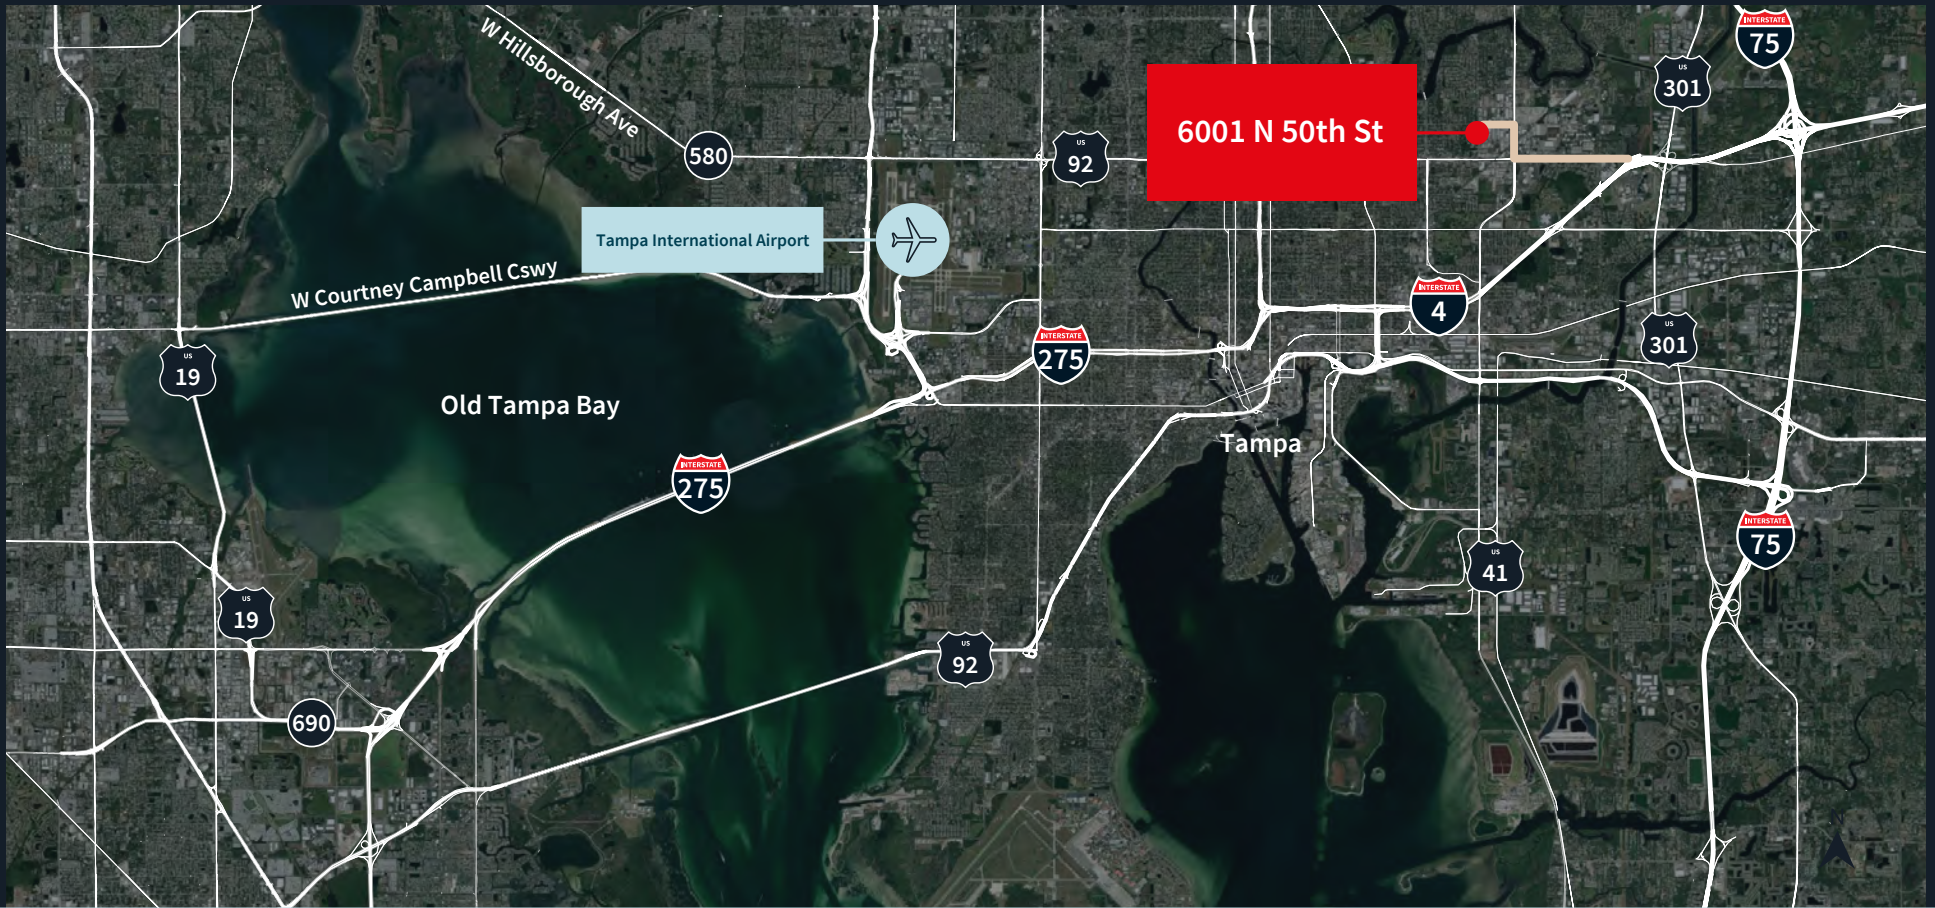 INTERSTATE
75
W Hillsborough Ave
US
301
6001 N 50th St
580
US
92
Tampa International Airport
W Courtney Campbell Cswy
INTERSTATE
4
US
301
INTERSTATE
275
US
19
Old Tampa Bay
Tampa
INTERSTATE
275
INTERSTATE
75
US
41
US
19
US
92
690